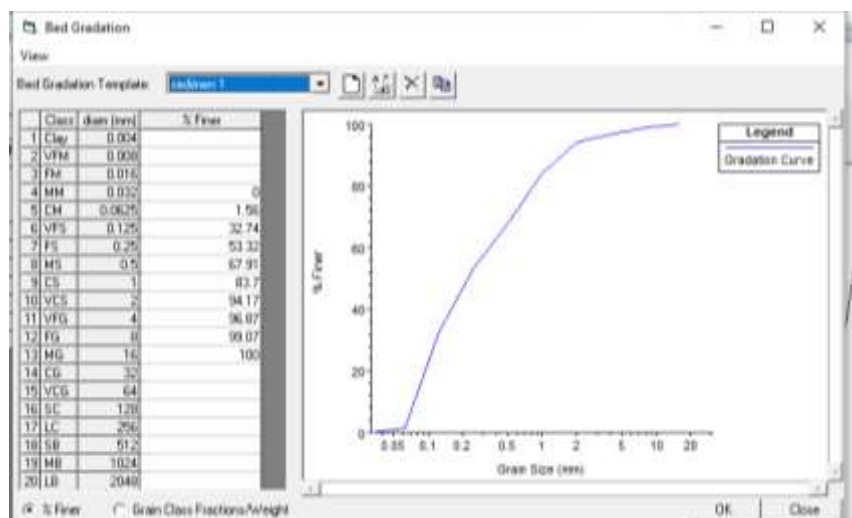 Bed Gradation
View
Bed Gradation Template: sedimen 1
Class diam (mm) % Finer
1 Clay 0.004
2 VFM 0.008
3 FM 0.016
4 MM 0.032 0
5 CM 0.0625 1.56
6 VFS 0.125 32.74
7 FS 0.25 53.32
8 MS 0.5 67.91
9 CS 1 83.7
10 VCS 2 94.17
11 VFG 4 96.87
12 FG 8 99.07
13 MG 16 100
14 CG 32
15 VCG 64
16 SC 128
17 LC 256
18 SB 512
19 MB 1024
20 LB 2048
% Finer
Grain Class Fractions/Weight
100
80
60
40
20
0
% Finer
0.05 0.1 0.2 0.5 1 2 5 10 20
Grain Size (mm)
Legend
Gradation Curve
OK
Close